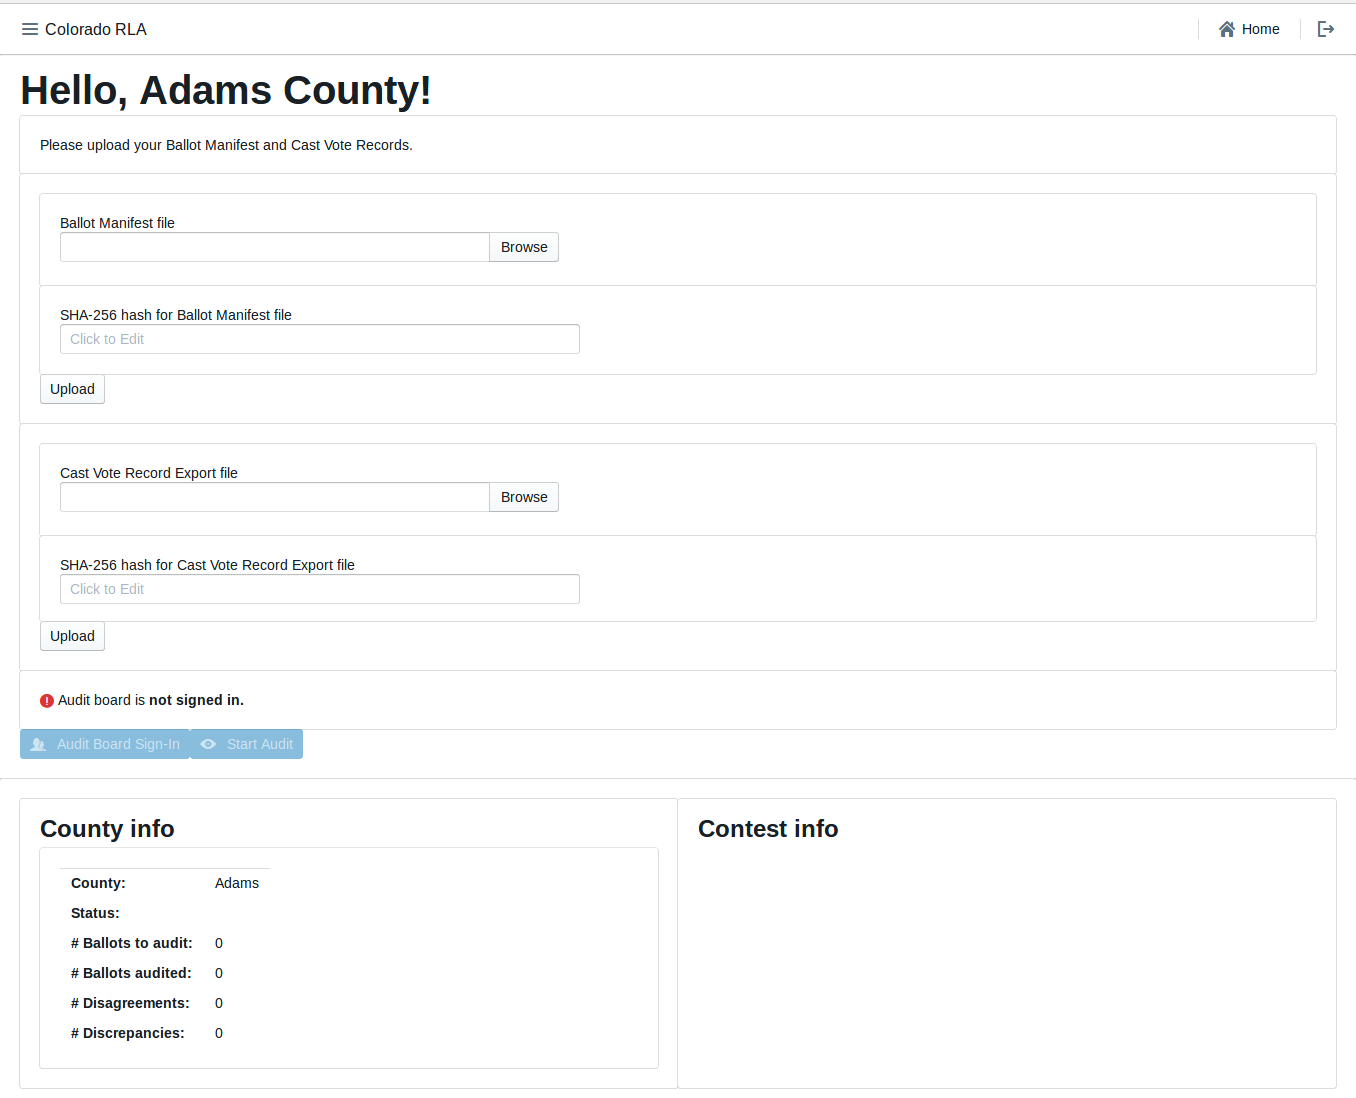 Colorado RLA
Home
Hello, Adams County!
Please upload your Ballot Manifest and Cast Vote Records.
Ballot Manifest file
Browse
SHA-256 hash for Ballot Manifest file
Click to Edit
Upload
Cast Vote Record Export file
Browse
SHA-256 hash for Cast Vote Record Export file
Click to Edit
Upload
Audit board is not signed in.
Audit Board Sign-In Start Audit
County info
County: Adams
Status:
# Ballots to audit: 0
# Ballots audited: 0
# Disagreements: 0
# Discrepancies: 0
Contest info